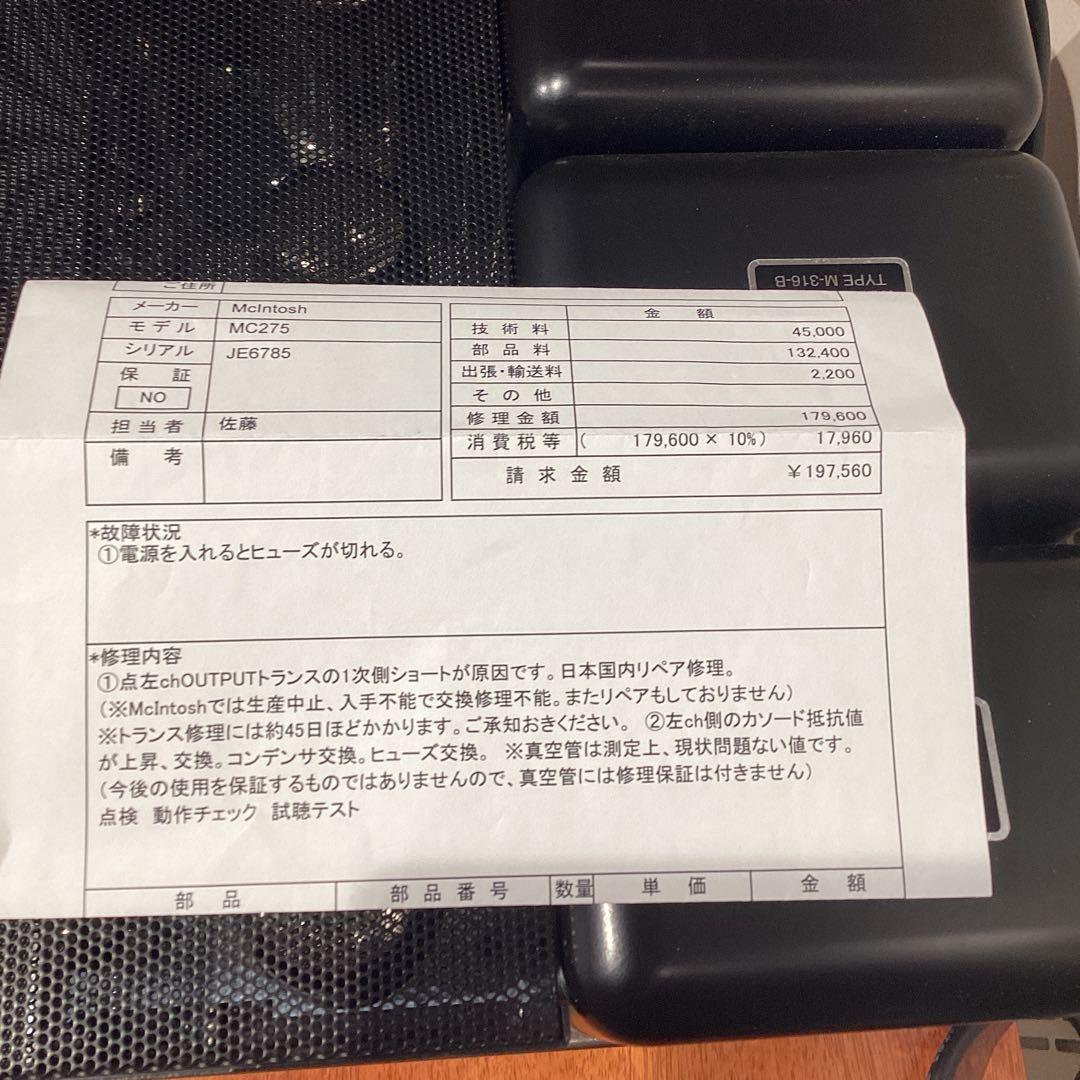 TYPE M-316-B
ご住所
メーカー McIntosh
モデル MC275
シリアル JE6785
保証
NO
担当者 佐藤
備考
金額
技術料 45,000
部品料 132,400
出張・輸送料 2,200
その他
修理金額 179,600
消費税等 ( 179,600 × 10% ) 17,960
請求金額 ¥197,560
*故障状況
①電源を入れるとヒューズが切れる。
*修理内容
①点左chOUTPUTトランスの1次側ショートが原因です。日本国内リペア修理。
(※McIntoshでは生産中止、入手不能で交換修理不能。またリペアもしておりません)
※トランス修理には約45日ほどかかります。ご承知おきください。 ②左ch側のカソード抵抗値
が上昇、交換。コンデンサ交換。ヒューズ交換。 ※真空管は測定上、現状問題ない値です。
(今後の使用を保証するものではありませんので、真空管には修理保証は付きません)
点検 動作チェック 試聴テスト
部品 部品番号 数量 単価 金額